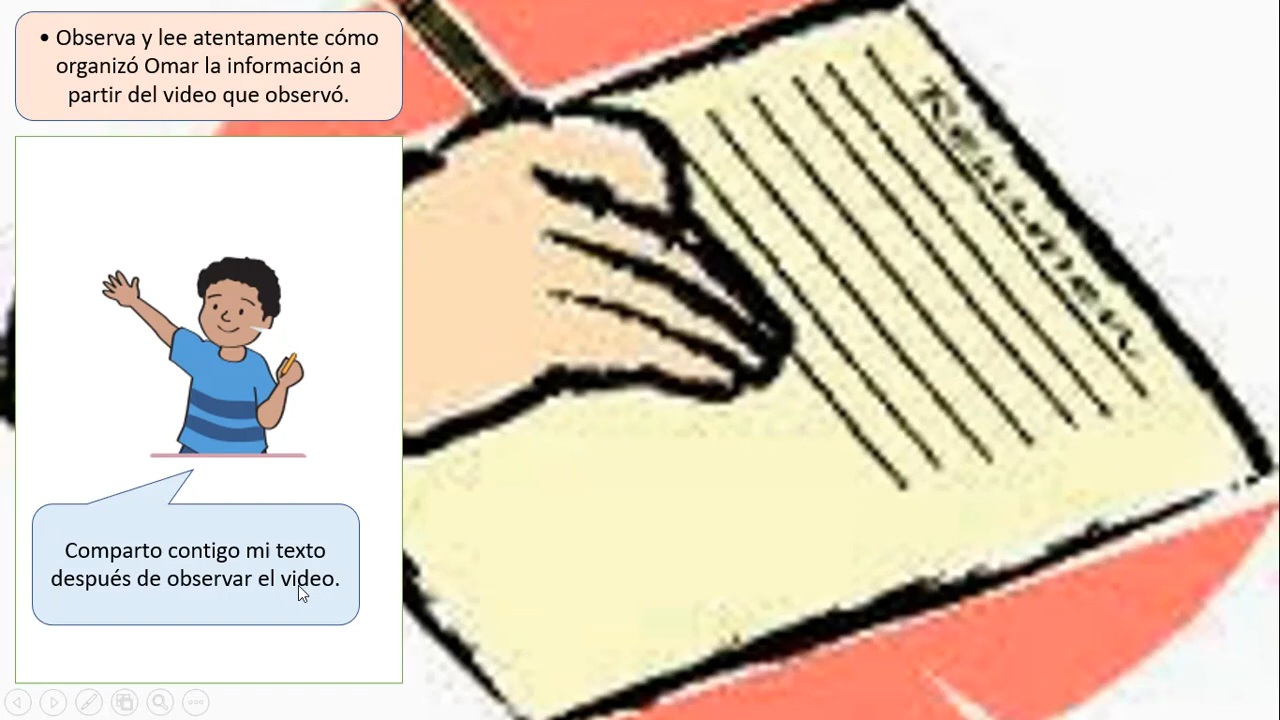 • Observa y lee atentamente cómo
organizó Omar la información a
partir del video que observó.
Resumen
Comparto contigo mi texto
después de observar el video.